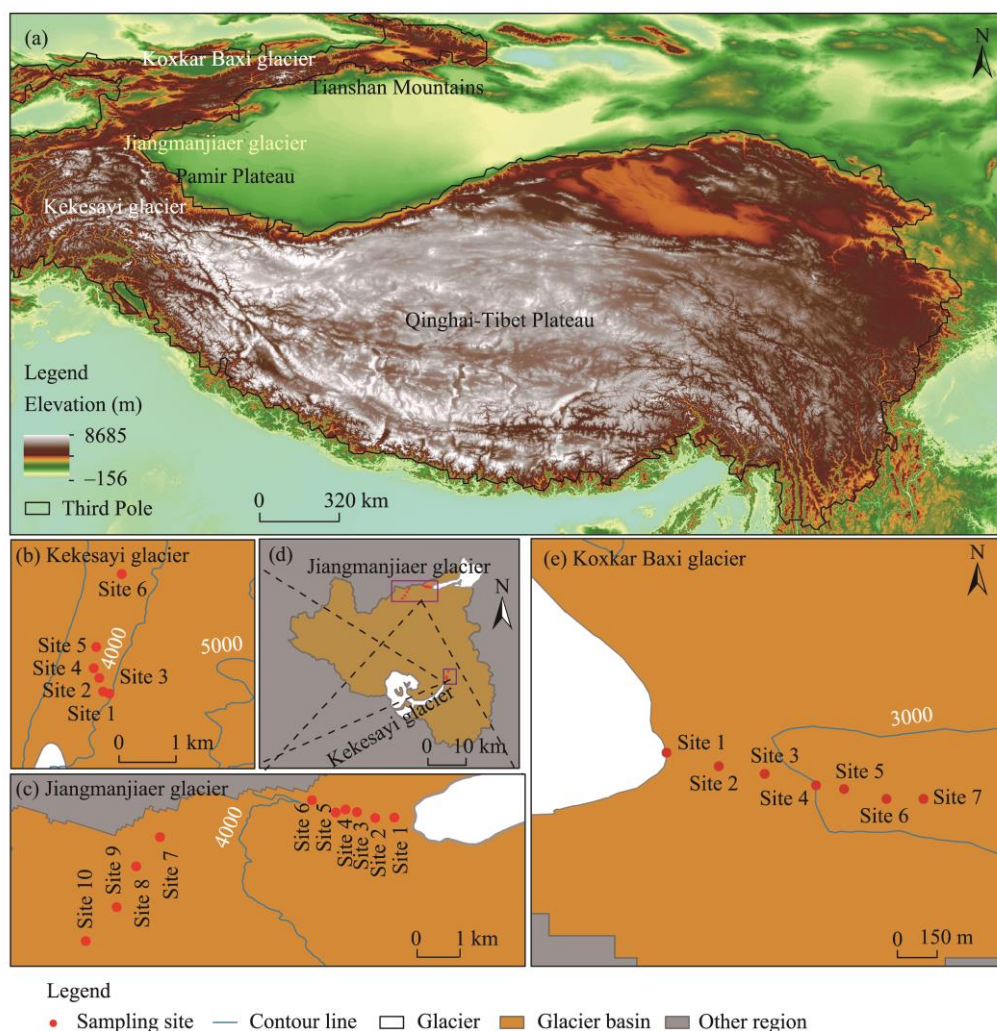 (a)
N
Koxkar Baxi glacier
Tianshan Mountains
Jiangmanjiaer glacier
Pamir Plateau
Kekesayi glacier
Qinghai-Tibet Plateau
Legend
Elevation (m)
8685
–156
Third Pole
0 320 km
(b) Kekesayi glacier
Site 6
Site 5
4000
5000
Site 4
Site 3
Site 2
Site 1
0 1 km
(d)
Jiangmanjiaer glacier
N
Kekesayi glacier
0 10 km
(c) Jiangmanjiaer glacier
4000
Site 6
Site 5
Site 4
Site 3
Site 2
Site 1
Site 7
Site 8
Site 9
Site 10
0 1 km
(e) Koxkar Baxi glacier
N
3000
Site 1
Site 2
Site 3
Site 4
Site 5
Site 6
Site 7
0 150 m
Legend
Sampling site Contour line Glacier Glacier basin Other region